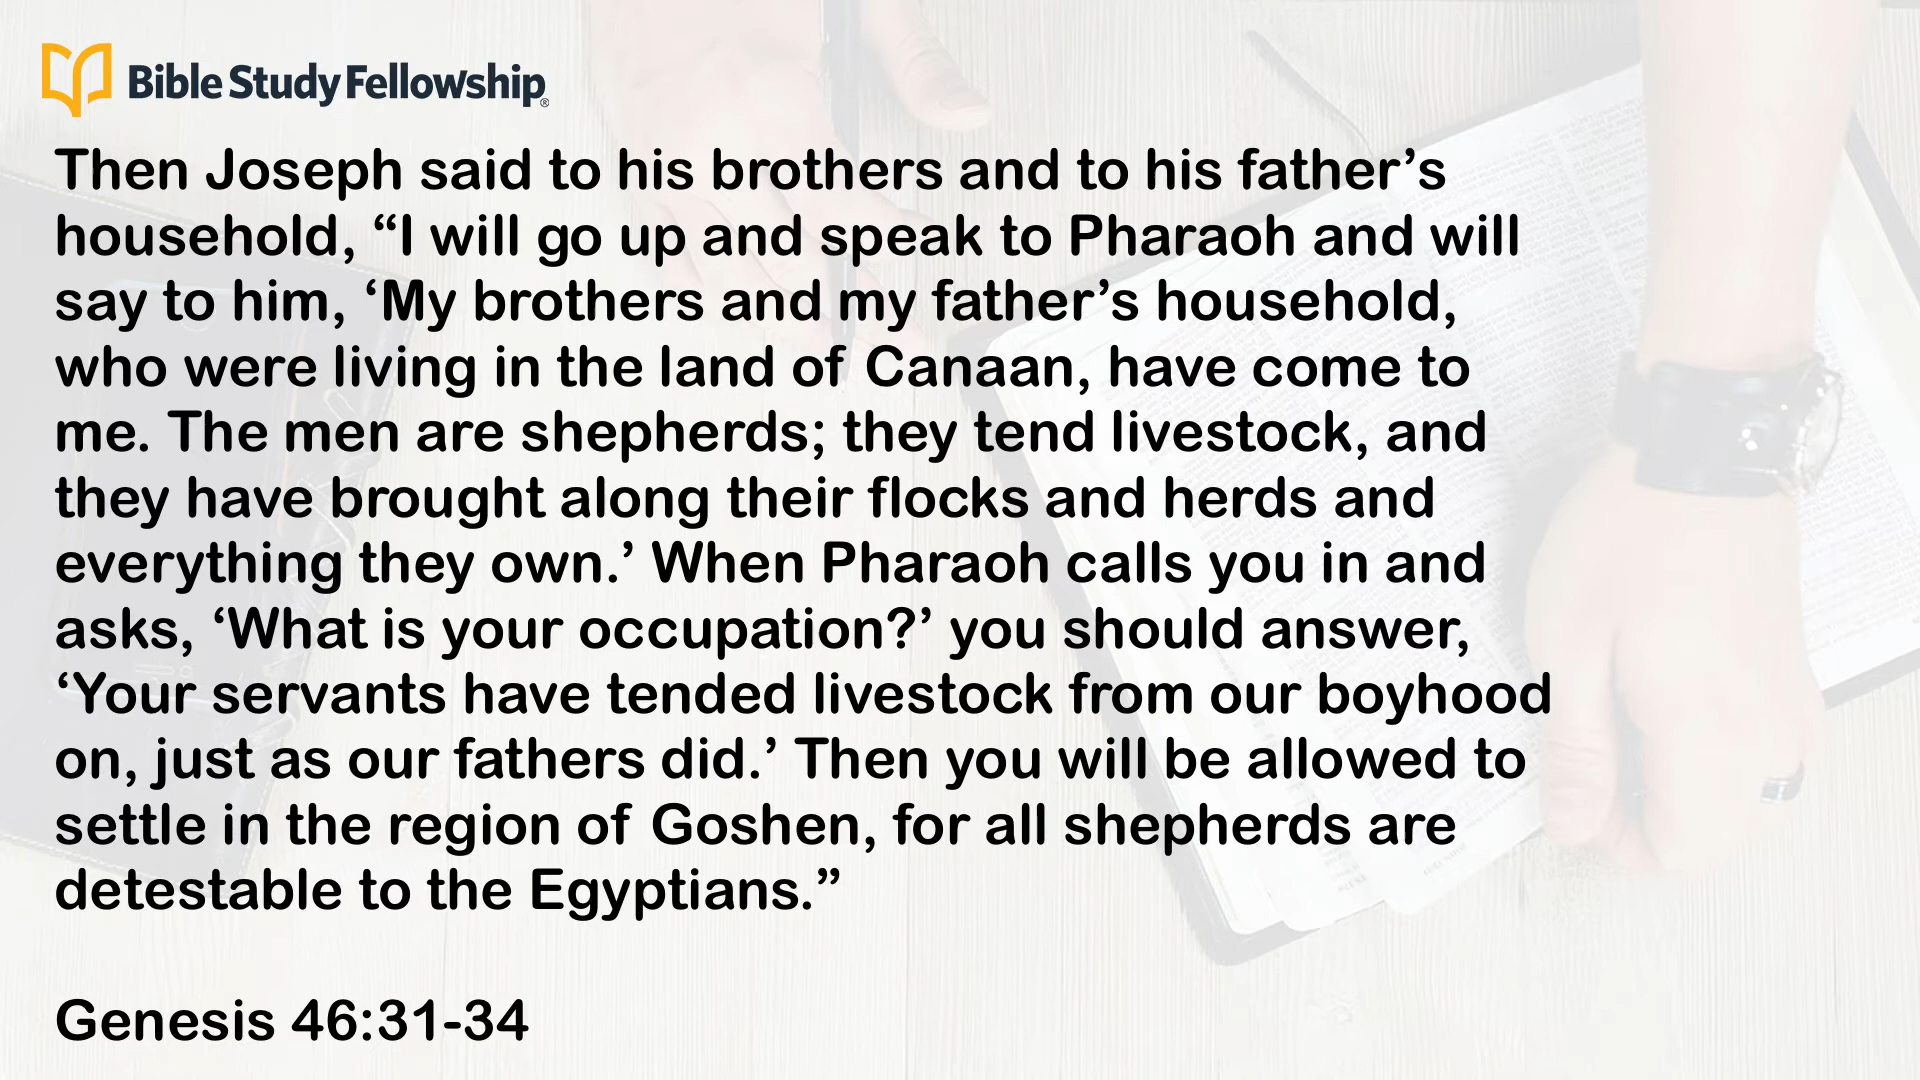 Bible Study Fellowship®
Then Joseph said to his brothers and to his father’s
household, “I will go up and speak to Pharaoh and will
say to him, ‘My brothers and my father’s household,
who were living in the land of Canaan, have come to
me. The men are shepherds; they tend livestock, and
they have brought along their flocks and herds and
everything they own.’ When Pharaoh calls you in and
asks, ‘What is your occupation?’ you should answer,
‘Your servants have tended livestock from our boyhood
on, just as our fathers did.’ Then you will be allowed to
settle in the region of Goshen, for all shepherds are
detestable to the Egyptians.”
Genesis 46:31-34